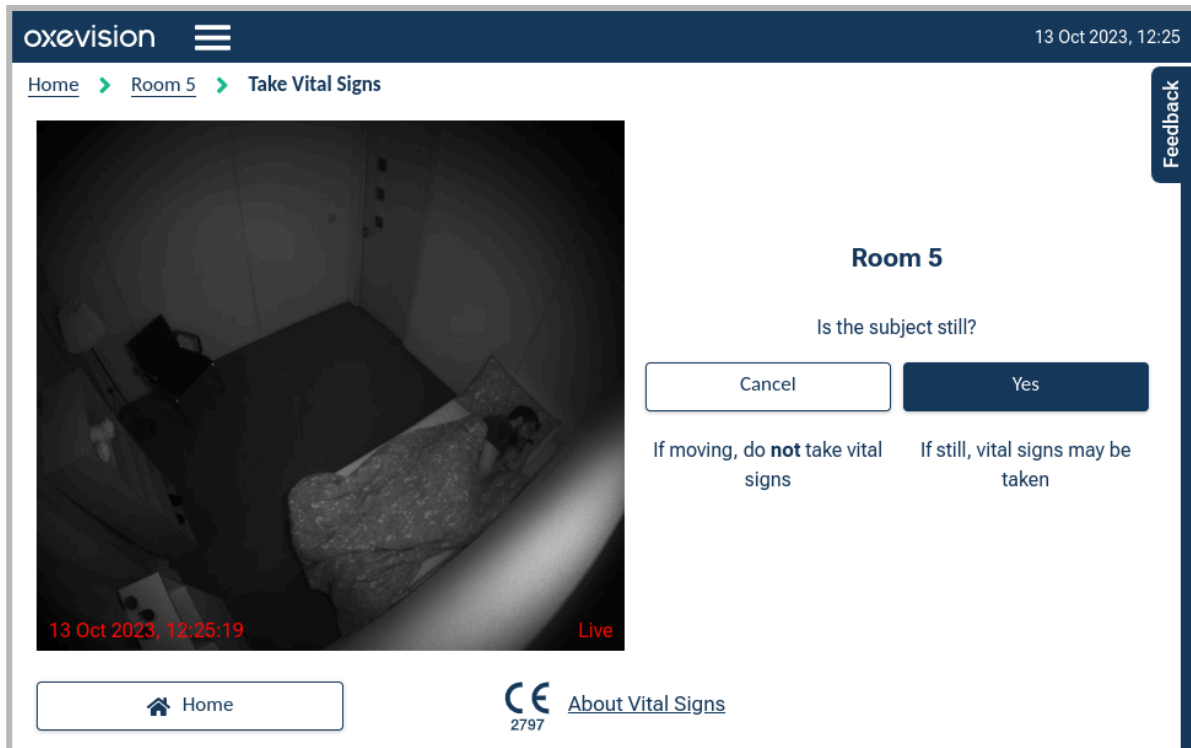 oxevision
13 Oct 2023, 12:25
Home > Room 5 > Take Vital Signs
Feedback
Room 5
Is the subject still?
Cancel
Yes
If moving, do not take vital
signs
If still, vital signs may be
taken
13 Oct 2023, 12:25:19
Live
Home
CE
2797
About Vital Signs